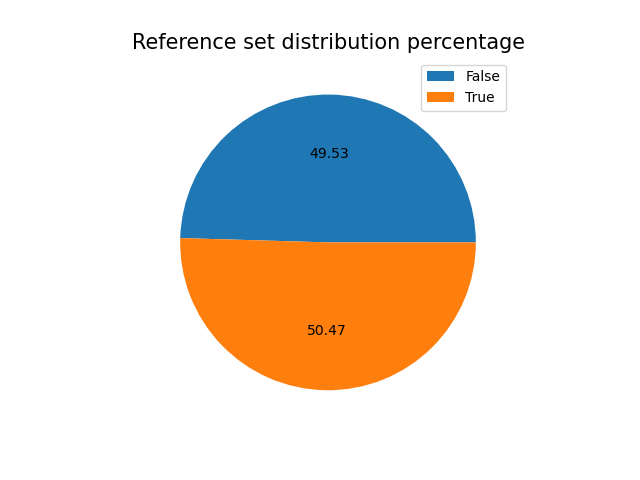 Reference set distribution percentage
False
True
49.53
50.47